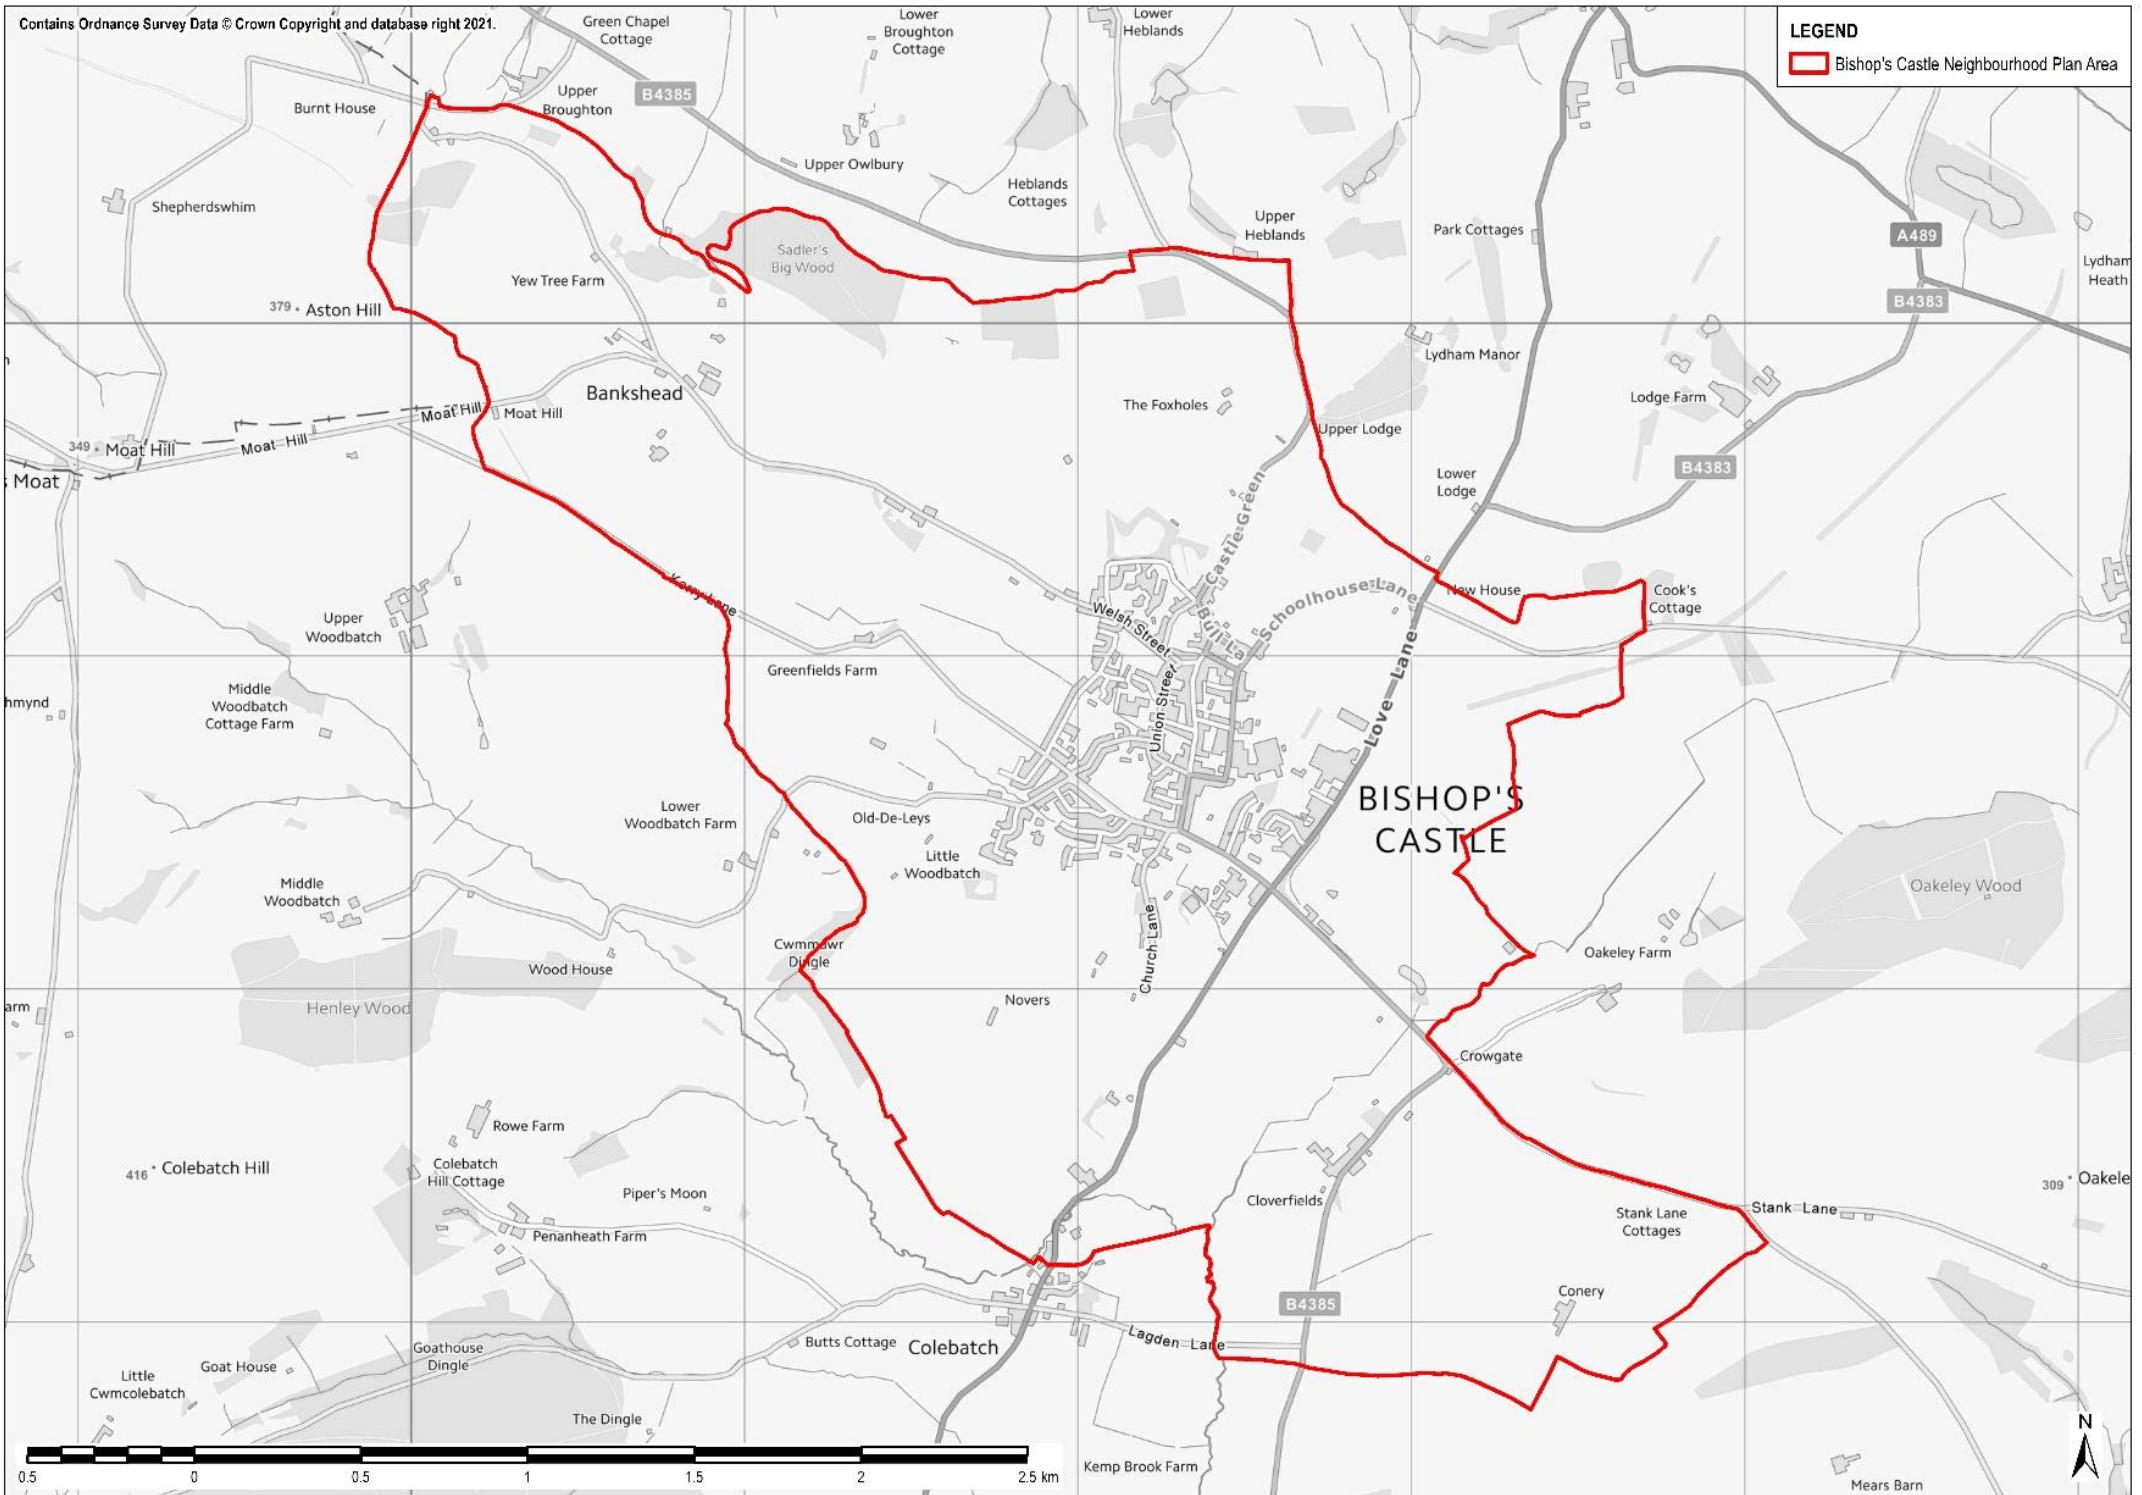 Contains Ordnance Survey Data © Crown Copyright and database right 2021.
Green Chapel
Cottage
Lower
Broughton
Cottage
Lower
Heblands
LEGEND
Bishop's Castle Neighbourhood Plan Area
Burnt House
Upper
Broughton
B4385
Upper Owlbury
Heblands
Cottages
Shepherdswhim
Upper
Heblands
Park Cottages
A489
Sadler's
Big Wood
Lydham
Heath
Yew Tree Farm
B4383
379
Aston Hill
Lydham Manor
Bankshead
Lodge Farm
The Foxholes
Moat Hill
Moat Hill
Upper Lodge
Moat Hill
349
Moat Hill
B4383
Moat
Lower
Lodge
Castle Green
Kerry Lane
New House
Cook's
Cottage
Schoolhouse Lane
Welsh Street
Bull La
Upper
Woodbatch
Greenfields Farm
Love Lane
Union Street
hmynd
Middle
Woodbatch
Cottage Farm
BISHOP'S
CASTLE
Lower
Woodbatch Farm
Old-De-Leys
Little
Woodbatch
Oakeley Wood
Middle
Woodbatch
Church Lane
Cwmmawr
Dingle
Oakeley Farm
Wood House
Novers
arm
Henley Wood
Crowgate
Rowe Farm
416
Colebatch Hill
Colebatch
Hill Cottage
Piper's Moon
Cloverfields
309
Oakele
Stank Lane
Stank Lane
Cottages
Penanheath Farm
Conery
B4385
Butts Cottage
Colebatch
Lagden Lane
Goathouse
Dingle
Goat House
Little
Cwmcolebatch
The Dingle
N
Kemp Brook Farm
Mears Barn
0.5
0
0.5
1
1.5
2
2.5 km